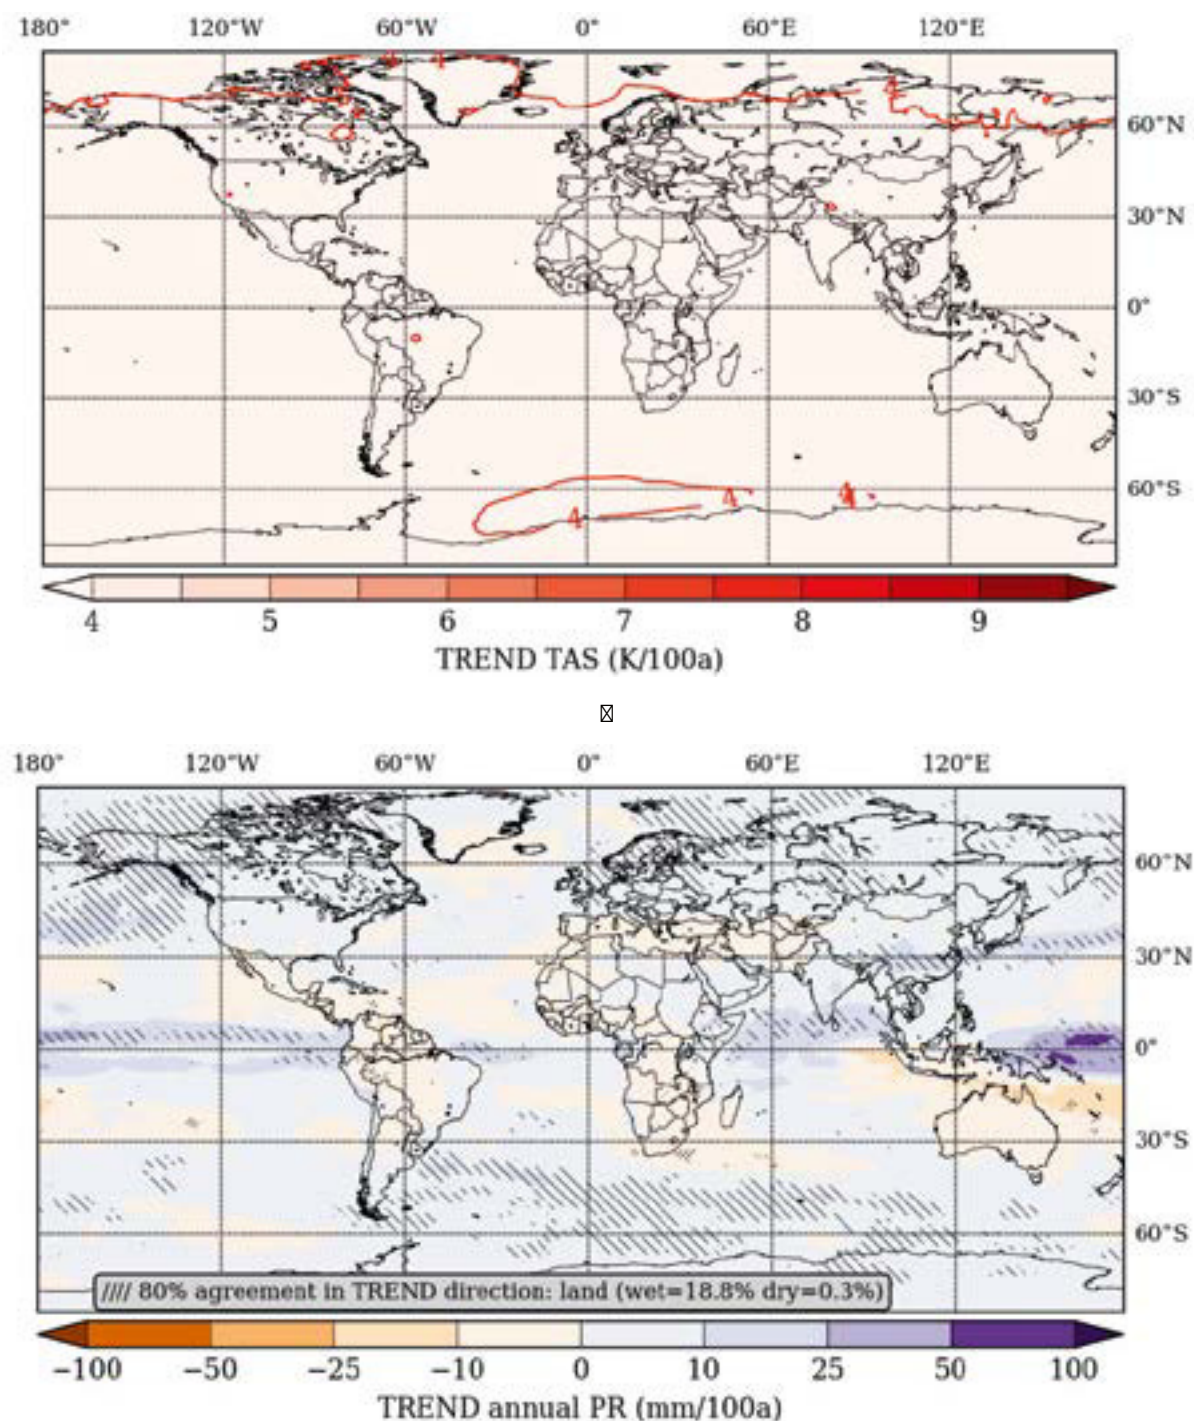 180° 120°W 60°W 0° 60°E 120°E
4 4 4
60°N
30°N
0°
30°S
60°S
4 4 4
4 5 6 7 8 9
TREND TAS (K/100a)
180° 120°W 60°W 0° 60°E 120°E
60°N
30°N
0°
30°S
60°S
//// 80% agreement in TREND direction: land (wet=18.8% dry=0.3%)
−100 −50 −25 −10 0 10 25 50 100
TREND annual PR (mm/100a)